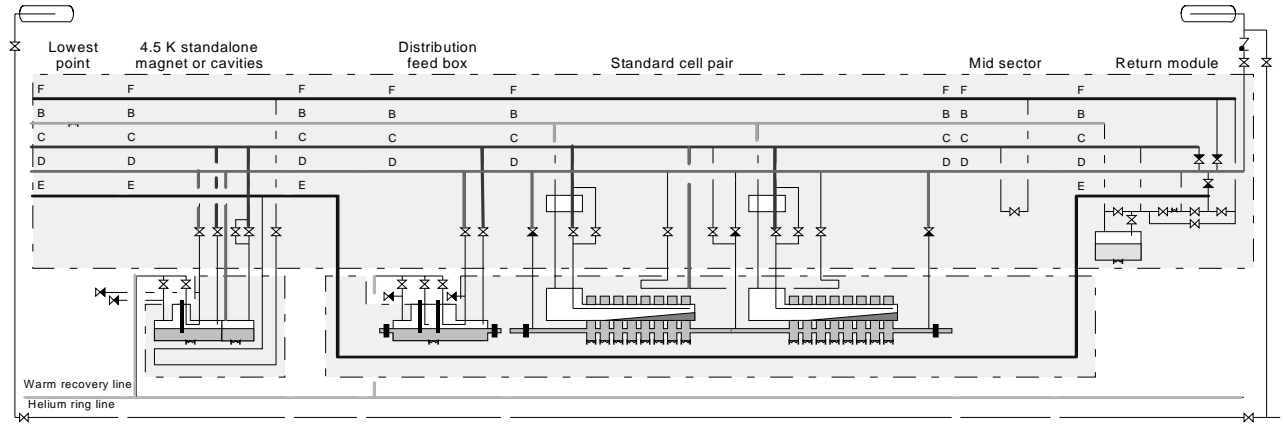 Lowest point
4.5 K standalone magnet or cavities
Distribution feed box
Standard cell pair
Mid sector
Return module
F F F F F F F F
B B B B B B B B
C C C C C C C C
D D D D D D D D
E E E E
Warm recovery line
Helium ring line